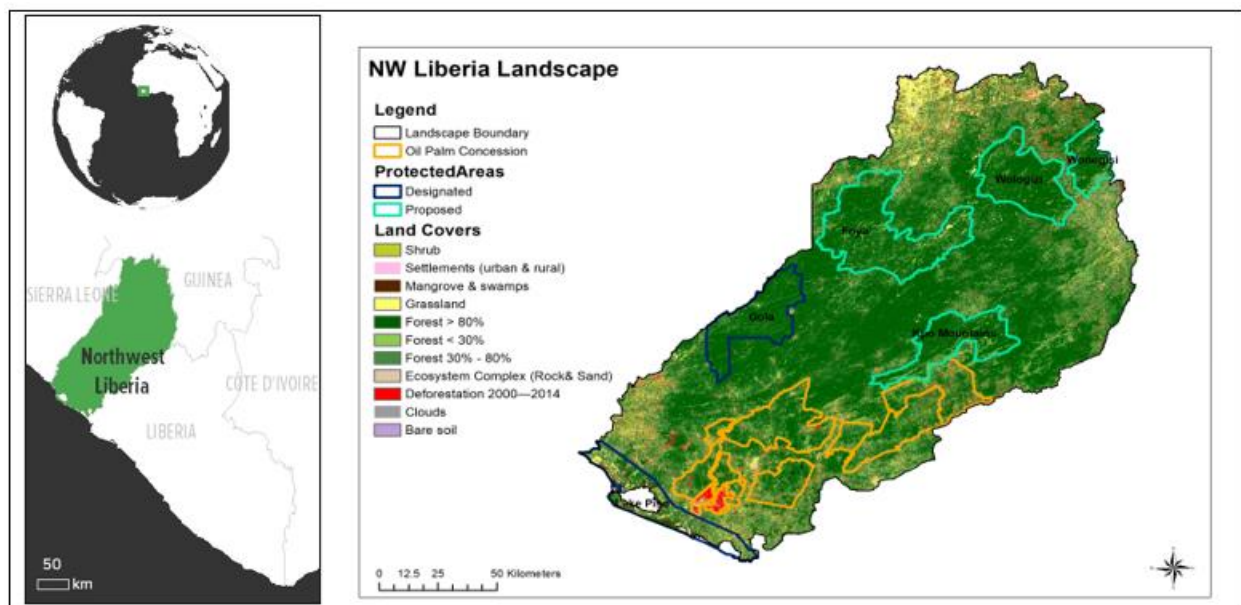 GUINEA
SIERRA LEONE
Northwest
Liberia
CÔTE D'IVOIRE
LIBERIA
50
km
NW Liberia Landscape
Legend
Landscape Boundary
Oil Palm Concession
ProtectedAreas
Designated
Proposed
Land Covers
Shrub
Settlements (urban & rural)
Mangrove & swamps
Grassland
Forest > 80%
Forest < 30%
Forest 30% - 80%
Ecosystem Complex (Rock& Sand)
Deforestation 2000—2014
Clouds
Bare soil
Wonegisi
Wologizi
Foya
Gola
Mountains
0 12.5 25 50 Kilometers